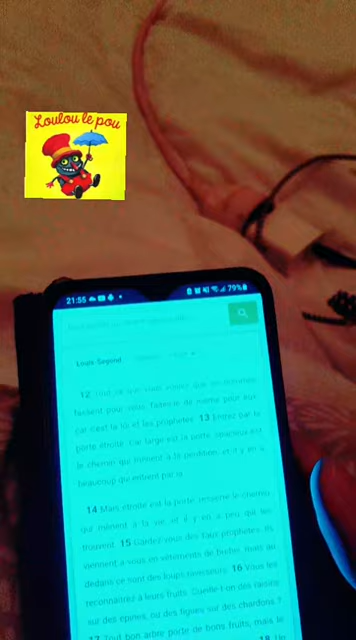 Loulou le pou
21:55
79%
Louis Segond
12 Tout ce que vous voulez que les hommes
fassent pour vous, faites-le de même pour eux,
car c'est la loi et les prophètes. 13 Entrez par la
porte étroite. Car large est la porte, spacieux est
le chemin qui mènent à la perdition, et il y en a
beaucoup qui entrent par là.
14 Mais étroite est la porte, resserré le chemin
qui mènent à la vie, et il y en a peu qui les
trouvent. 15 Gardez-vous des faux prophètes. Ils
viennent à vous en vêtements de brebis, mais au
dedans ce sont des loups ravisseurs. 16 Vous les
reconnaîtrez à leurs fruits. Cueille-t-on des raisins
sur des épines, ou des figues sur des chardons ?
17 Tout bon arbre porte de bons fruits, mais le